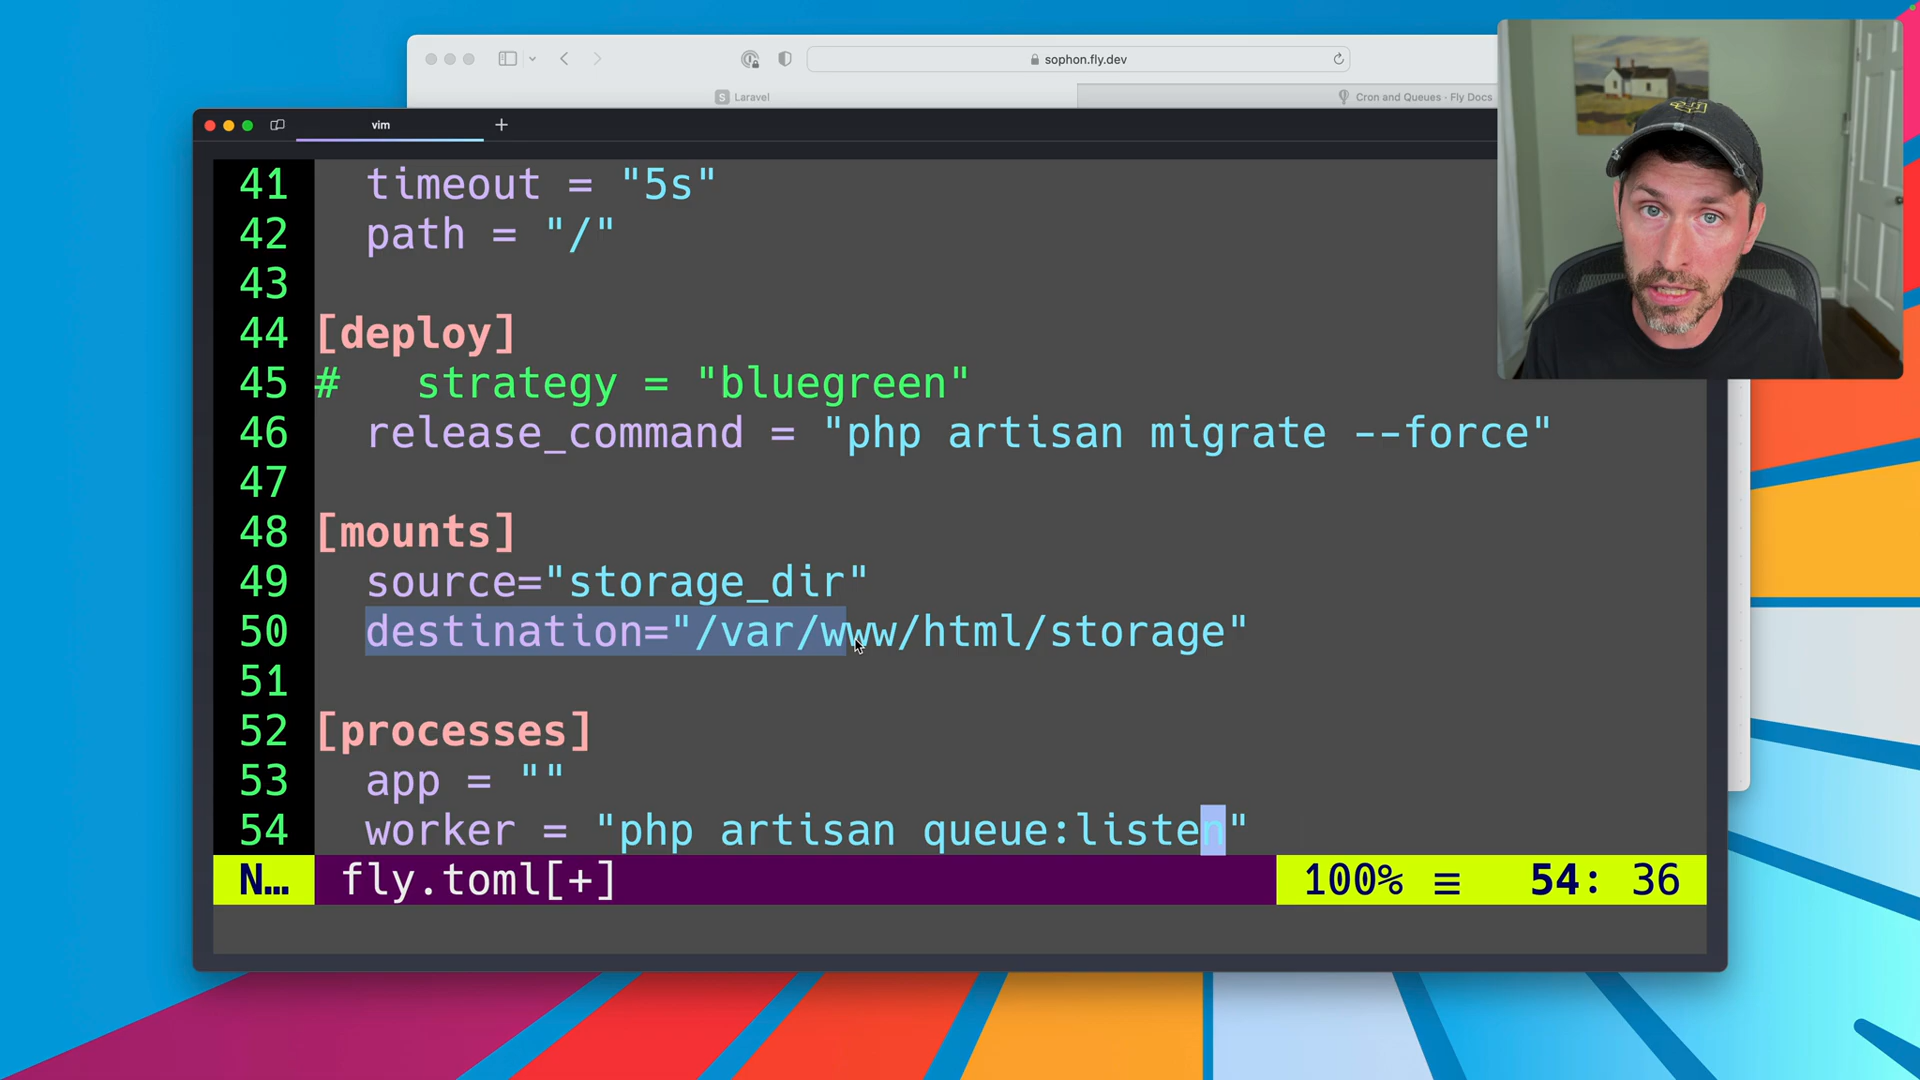 sophon.fly.dev
S Laravel
Cron and Queues - Fly Docs
vim
41 timeout = "5s"
42 path = "/"
43
44 [deploy]
45 #   strategy = "bluegreen"
46 release_command = "php artisan migrate --force"
47
48 [mounts]
49 source="storage_dir"
50 destination="/var/www/html/storage"
51
52 [processes]
53 app = ""
54 worker = "php artisan queue:listen"
N… fly.toml[+] 100% ≡ 54: 36